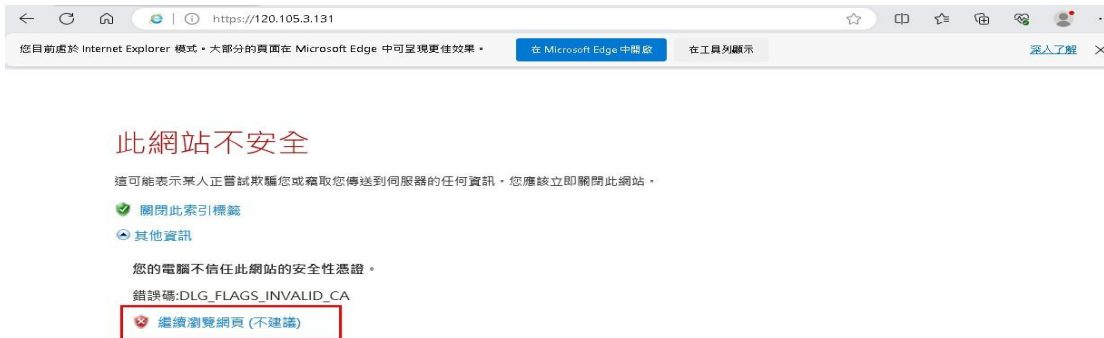 https://120.105.3.131
您目前處於 Internet Explorer 模式。大部分的頁面在 Microsoft Edge 中可呈現更佳效果。 在 Microsoft Edge 中開啟 在工具列顯示 深入了解
此網站不安全
這可能表示某人正嘗試欺騙您或竊取您傳送到伺服器的任何資訊。您應該立即關閉此網站。
關閉此索引標籤
其他資訊
您的電腦不信任此網站的安全性憑證。
錯誤碼:DLG_FLAGS_INVALID_CA
繼續瀏覽網頁 (不建議)